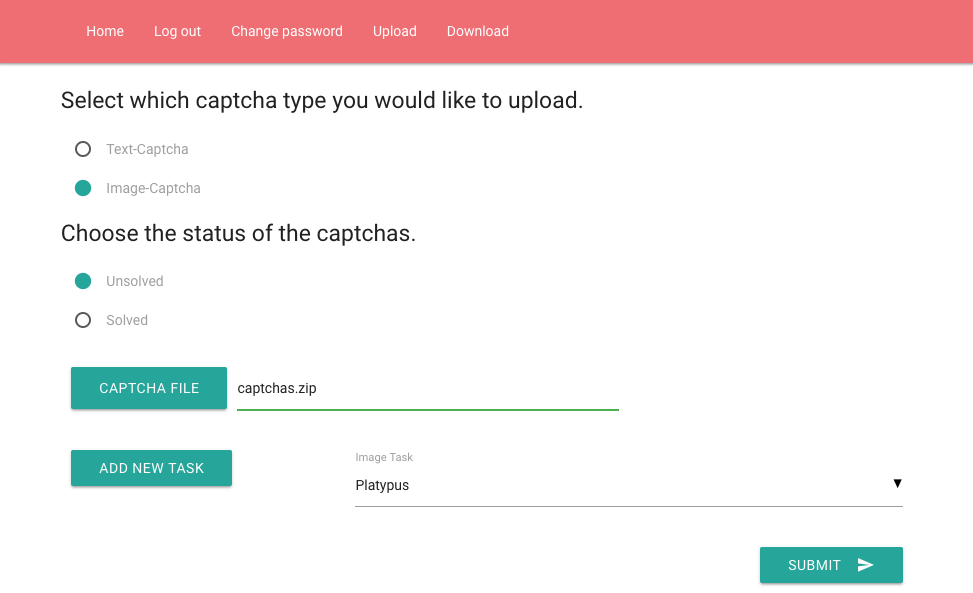 Home Log out Change password Upload Download
Select which captcha type you would like to upload.
Text-Captcha
Image-Captcha
Choose the status of the captchas.
Unsolved
Solved
CAPTCHA FILE captchas.zip
Image Task
ADD NEW TASK
Platypus
SUBMIT